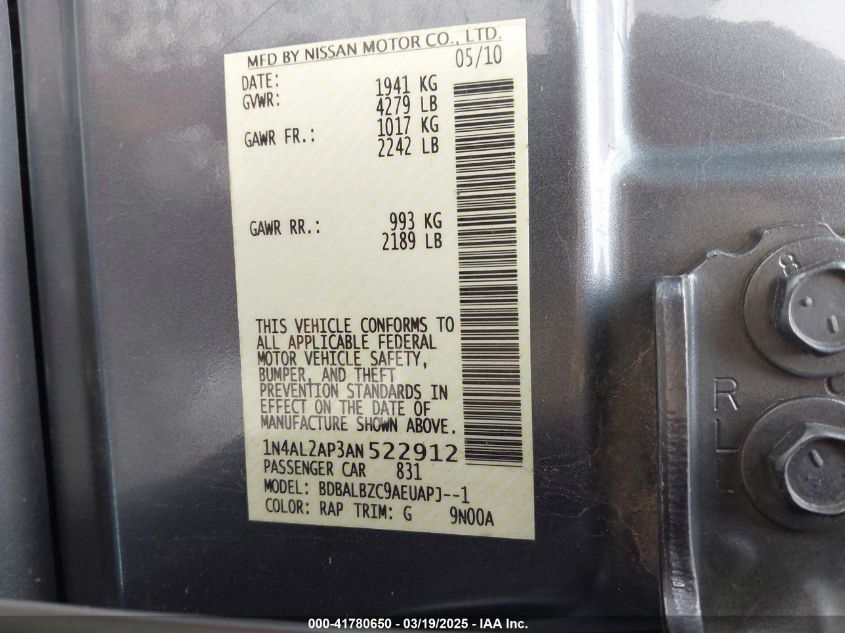 MFD BY NISSAN MOTOR CO., LTD.
DATE: 05/10
GVWR: 1941 KG
4279 LB
GAWR FR.: 1017 KG
2242 LB
GAWR RR.: 993 KG
2189 LB
THIS VEHICLE CONFORMS TO
ALL APPLICABLE FEDERAL
MOTOR VEHICLE SAFETY,
BUMPER, AND THEFT
PREVENTION STANDARDS IN
EFFECT ON THE DATE OF
MANUFACTURE SHOWN ABOVE.
1N4AL2AP3AN522912
PASSENGER CAR 831
MODEL: BDBALBZC9AEUAPJ--1
COLOR: RAP TRIM: G 9N00A
8
R
L
000-41780650 - 03/19/2025 - IAA Inc.